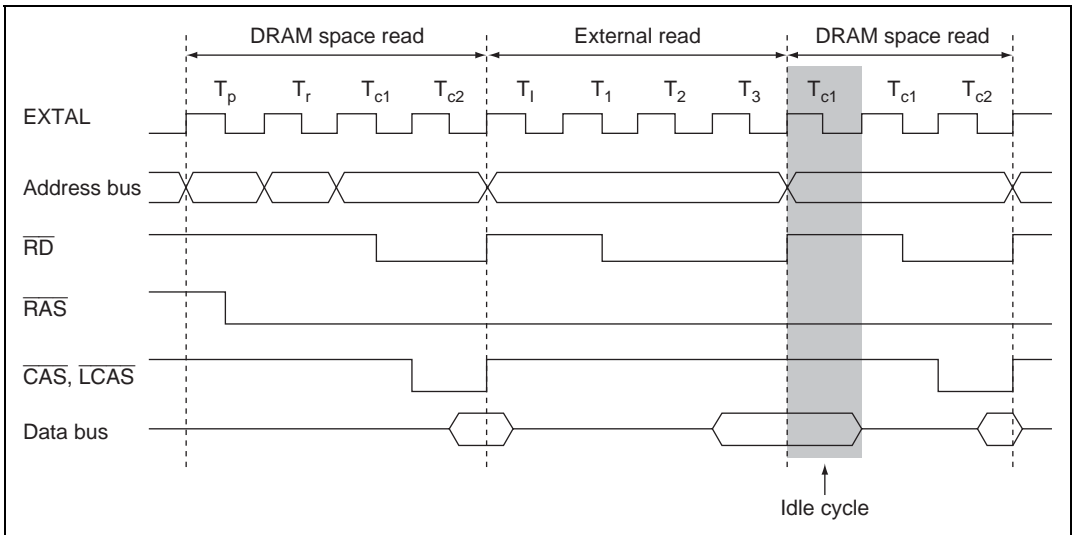 DRAM space read External read DRAM space read
Tp Tr Tc1 Tc2 TI T1 T2 T3 Tc1 Tc1 Tc2
EXTAL
Address bus
RD
RAS
CAS, LCAS
Data bus
Idle cycle